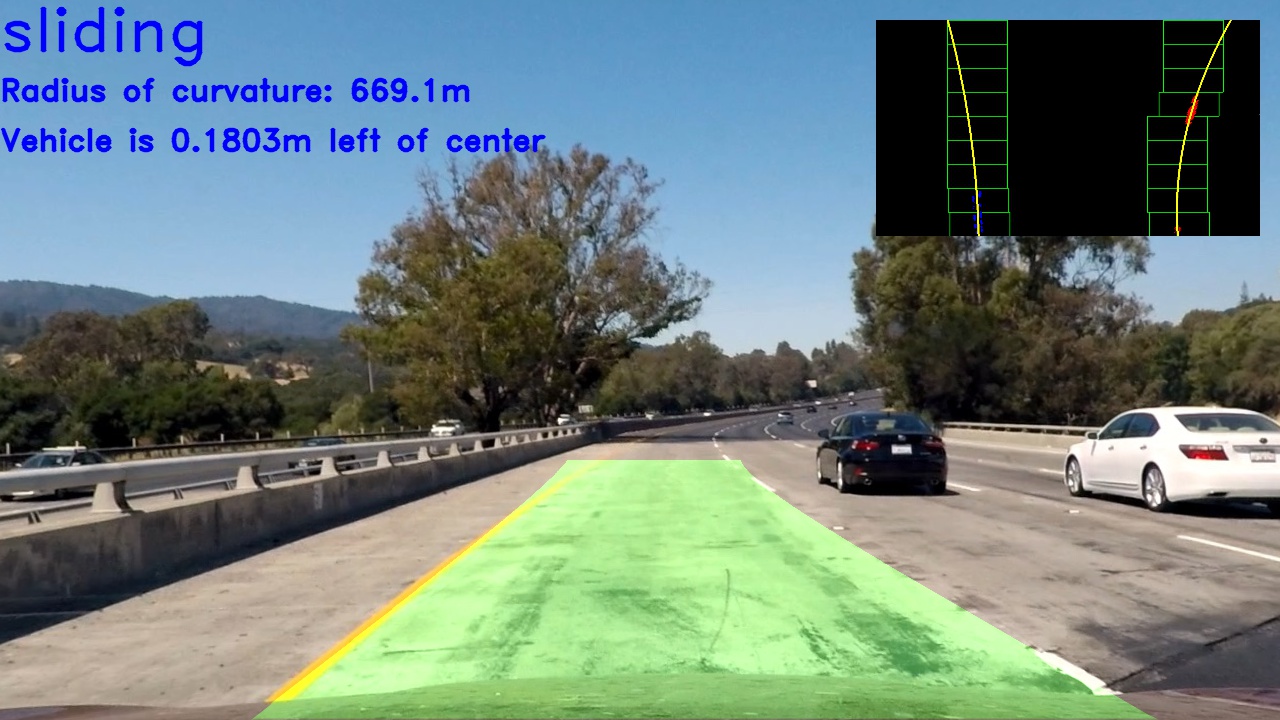 sliding
Radius of curvature: 669.1m
Vehicle is 0.1803m left of center